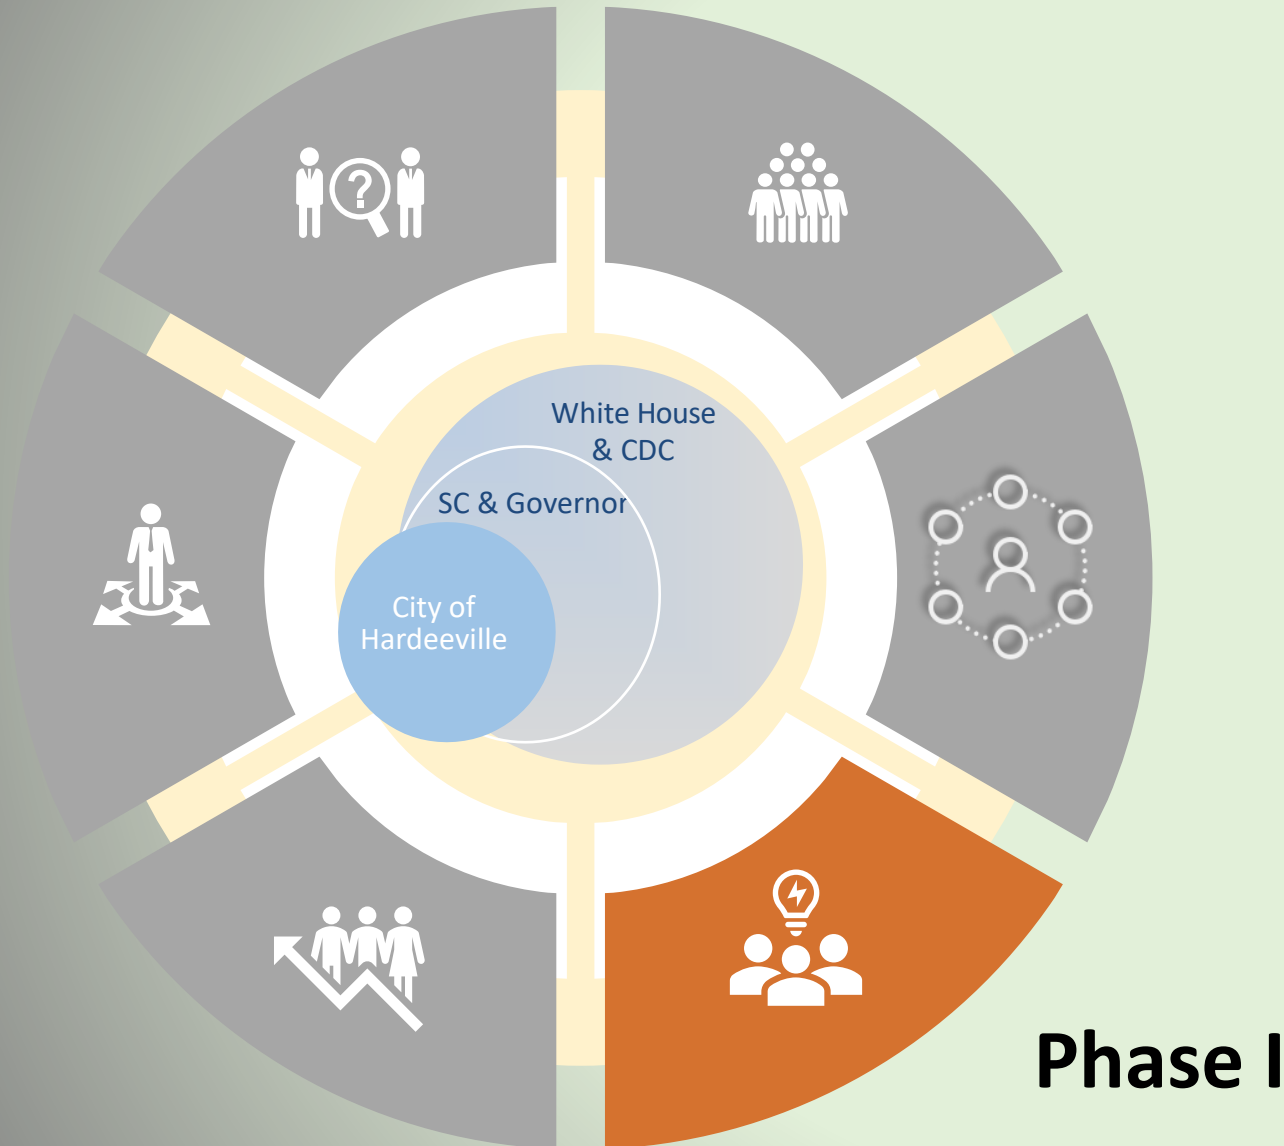 White House
& CDC
SC & Governor
City of
Hardeeville
?
Phase I